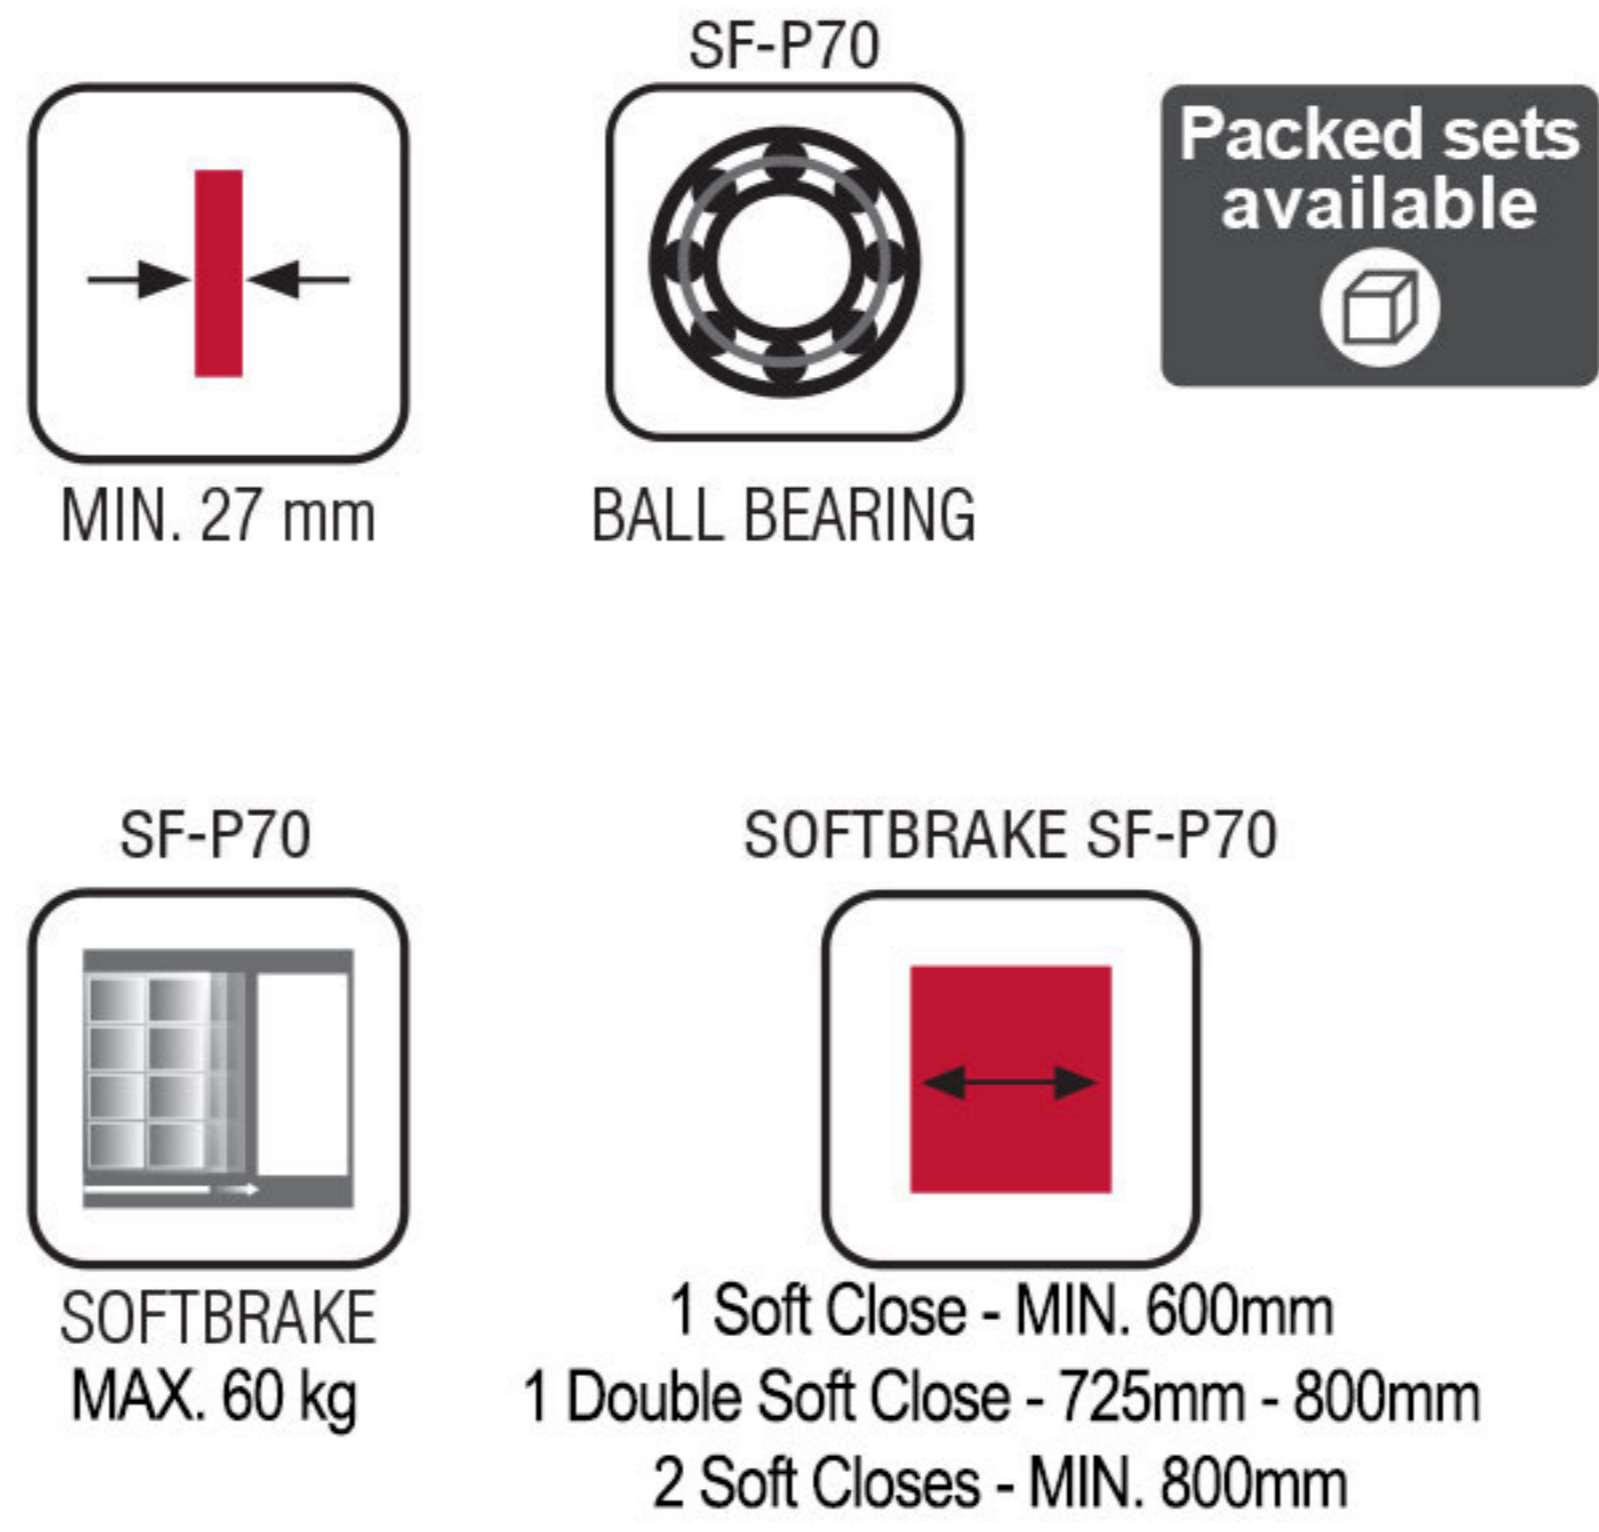 SF-P70
Packed sets
available
MIN. 27 mm
BALL BEARING
SF-P70
SOFTBRAKE SF-P70
SOFTBRAKE
MAX. 60 kg
1 Soft Close - MIN. 600mm
1 Double Soft Close - 725mm - 800mm
2 Soft Closes - MIN. 800mm